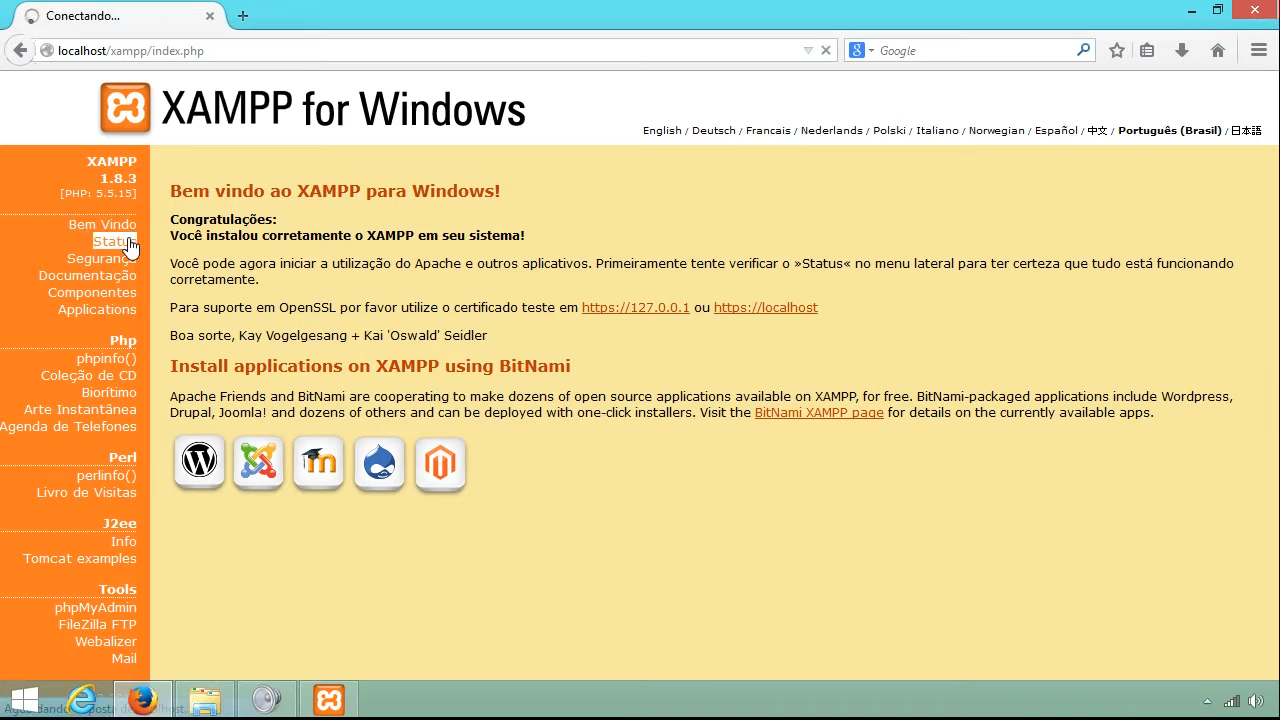 Conectando...
localhost/xampp/index.php
Google
XAMPP for Windows
English / Deutsch / Francais / Nederlands / Polski / Italiano / Norwegian / Español / 中文 / Português (Brasil) / 日本語
XAMPP
1.8.3
[PHP: 5.5.15]
Bem Vindo
Status
Segurança
Documentação
Componentes
Applications
Php
phpinfo()
Coleção de CD
Biorítimo
Arte Instantânea
Agenda de Telefones
Perl
perlinfo()
Livro de Visitas
J2ee
Info
Tomcat examples
Tools
phpMyAdmin
FileZilla FTP
Webalizer
Mail
Bem vindo ao XAMPP para Windows!
Congratulações:
Você instalou corretamente o XAMPP em seu sistema!
Você pode agora iniciar a utilização do Apache e outros aplicativos. Primeiramente tente verificar o »Status« no menu lateral para ter certeza que tudo está funcionando
corretamente.
Para suporte em OpenSSL por favor utilize o certificado teste em https://127.0.0.1 ou https://localhost
Boa sorte, Kay Vogelgesang + Kai 'Oswald' Seidler
Install applications on XAMPP using BitNami
Apache Friends and BitNami are cooperating to make dozens of open source applications available on XAMPP, for free. BitNami-packaged applications include Wordpress,
Drupal, Joomla! and dozens of others and can be deployed with one-click installers. Visit the BitNami XAMPP page for details on the currently available apps.